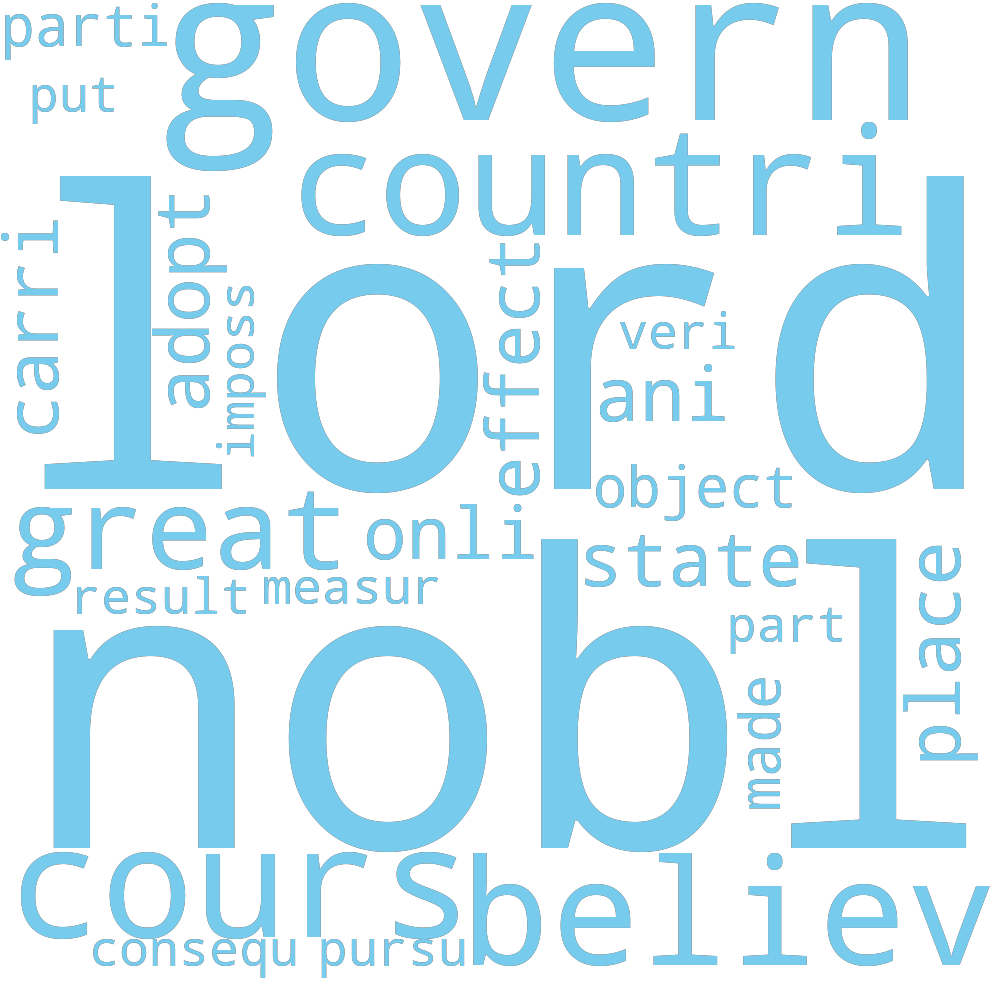 parti
govern
put
countri
carri
adopt
lord
imposs
effect
veri
ani
object
great
onli
state
place
result
measur
nobl
part
made
cours
believ
consequ
pursu